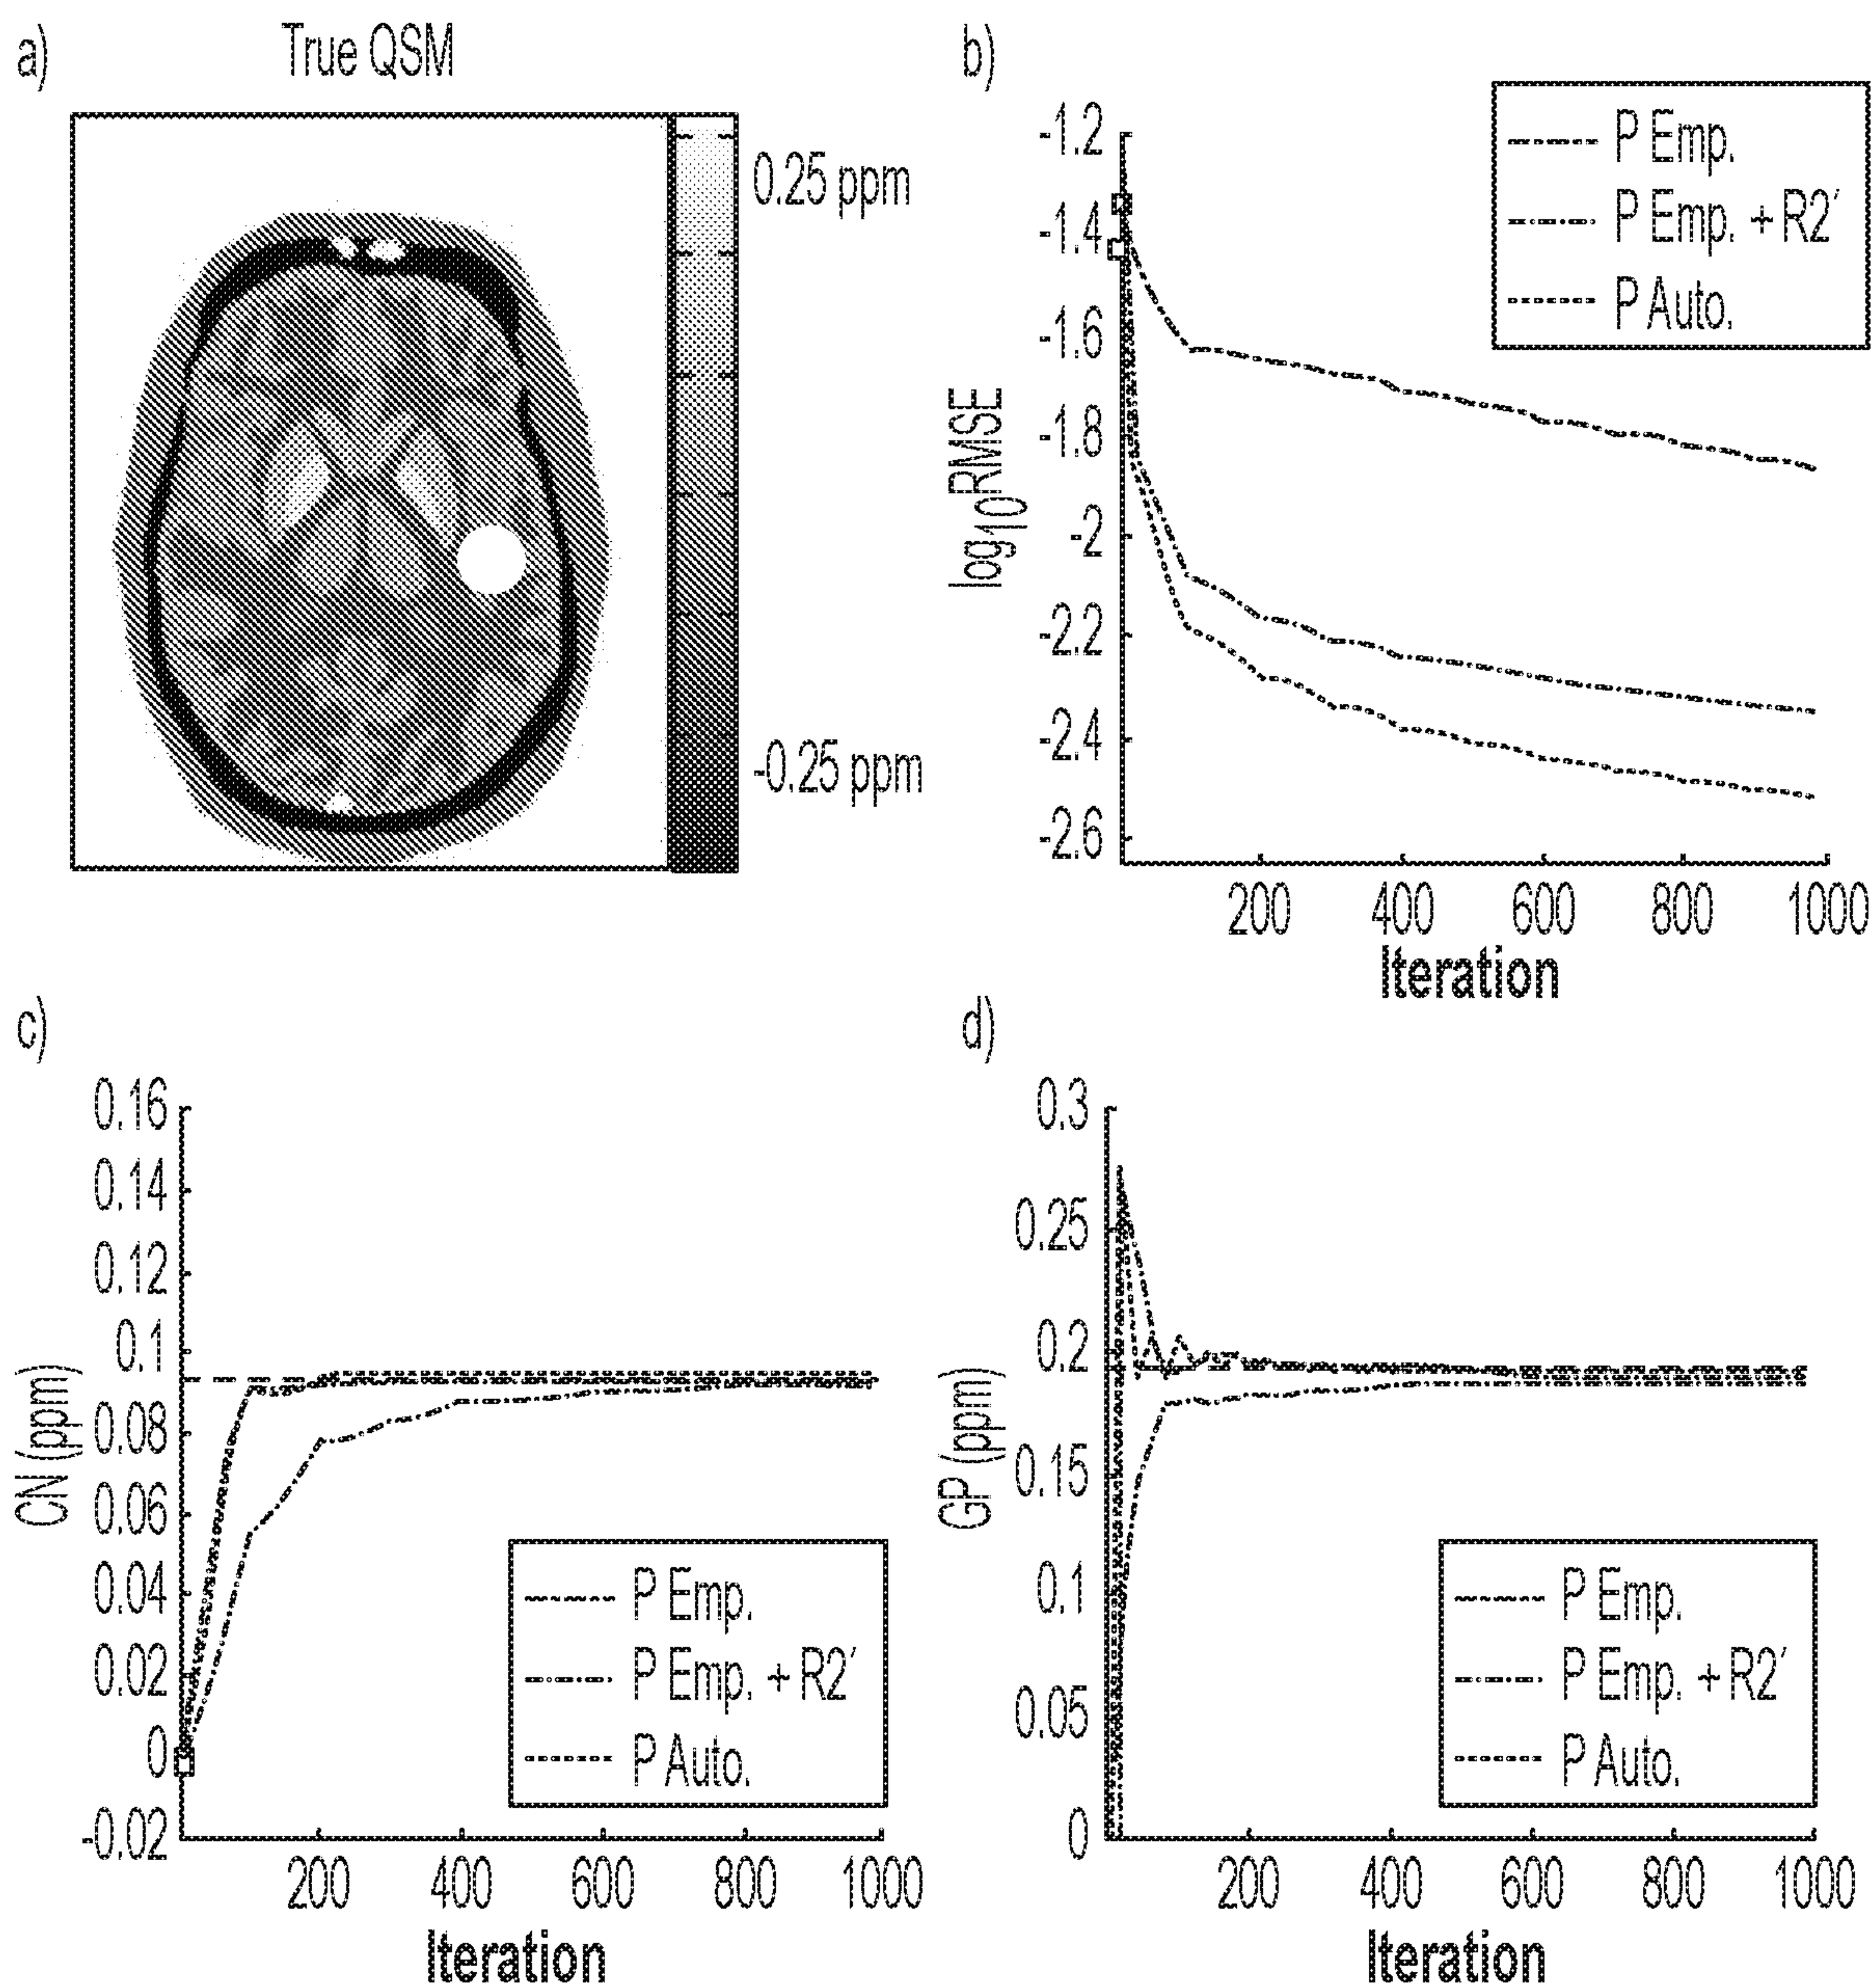 a)
True QSM
0.25 ppm
-0.25 ppm
b)
P Emp.
P Emp. + R2′
P Auto.
log10RMSE
-1.2
-1.4
-1.6
-1.8
-2
-2.2
-2.4
-2.6
200 400 600 800 1000
Iteration
c)
CN (ppm)
0.16
0.14
0.12
0.1
0.08
0.06
0.04
0.02
0
-0.02
P Emp.
P Emp. + R2′
P Auto.
200 400 600 800 1000
Iteration
d)
GP (ppm)
0.3
0.25
0.2
0.15
0.1
0.05
0
P Emp.
P Emp. + R2′
P Auto.
200 400 600 800 1000
Iteration